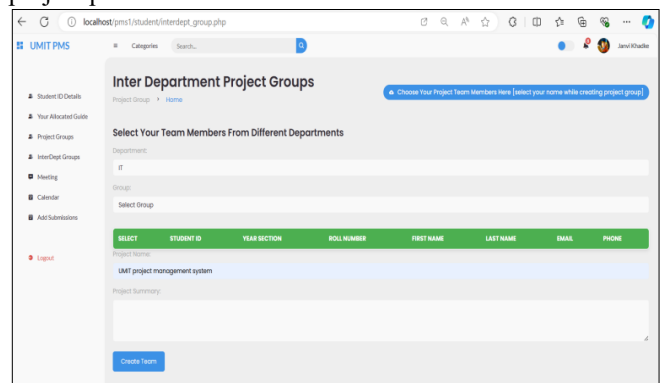 localhost/pms1/student/interdept_group.php
UMIT PMS
Categories
Search...
Janvi Khadke
Student ID Details
Your Allocated Guide
Project Groups
InterDept Groups
Meeting
Calendar
Add Submissions
Logout
Inter Department Project Groups
Project Group > Home
Choose Your Project Team Members Here [select your name while creating project group]
Select Your Team Members From Different Departments
Department:
IT
Group:
Select Group
SELECT STUDENT ID YEAR SECTION ROLL NUMBER FIRST NAME LAST NAME EMAIL PHONE
Project Name:
UMIT project management system
Project Summary:
Create Team